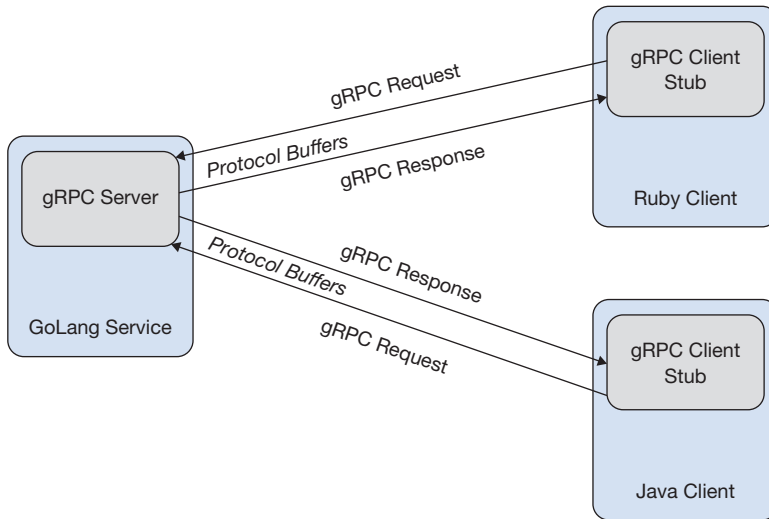 gRPC Client
Stub
Ruby Client
gRPC Request
Protocol Buffers
gRPC Response
gRPC Server
GoLang Service
gRPC Response
Protocol Buffers
gRPC Request
gRPC Client
Stub
Java Client